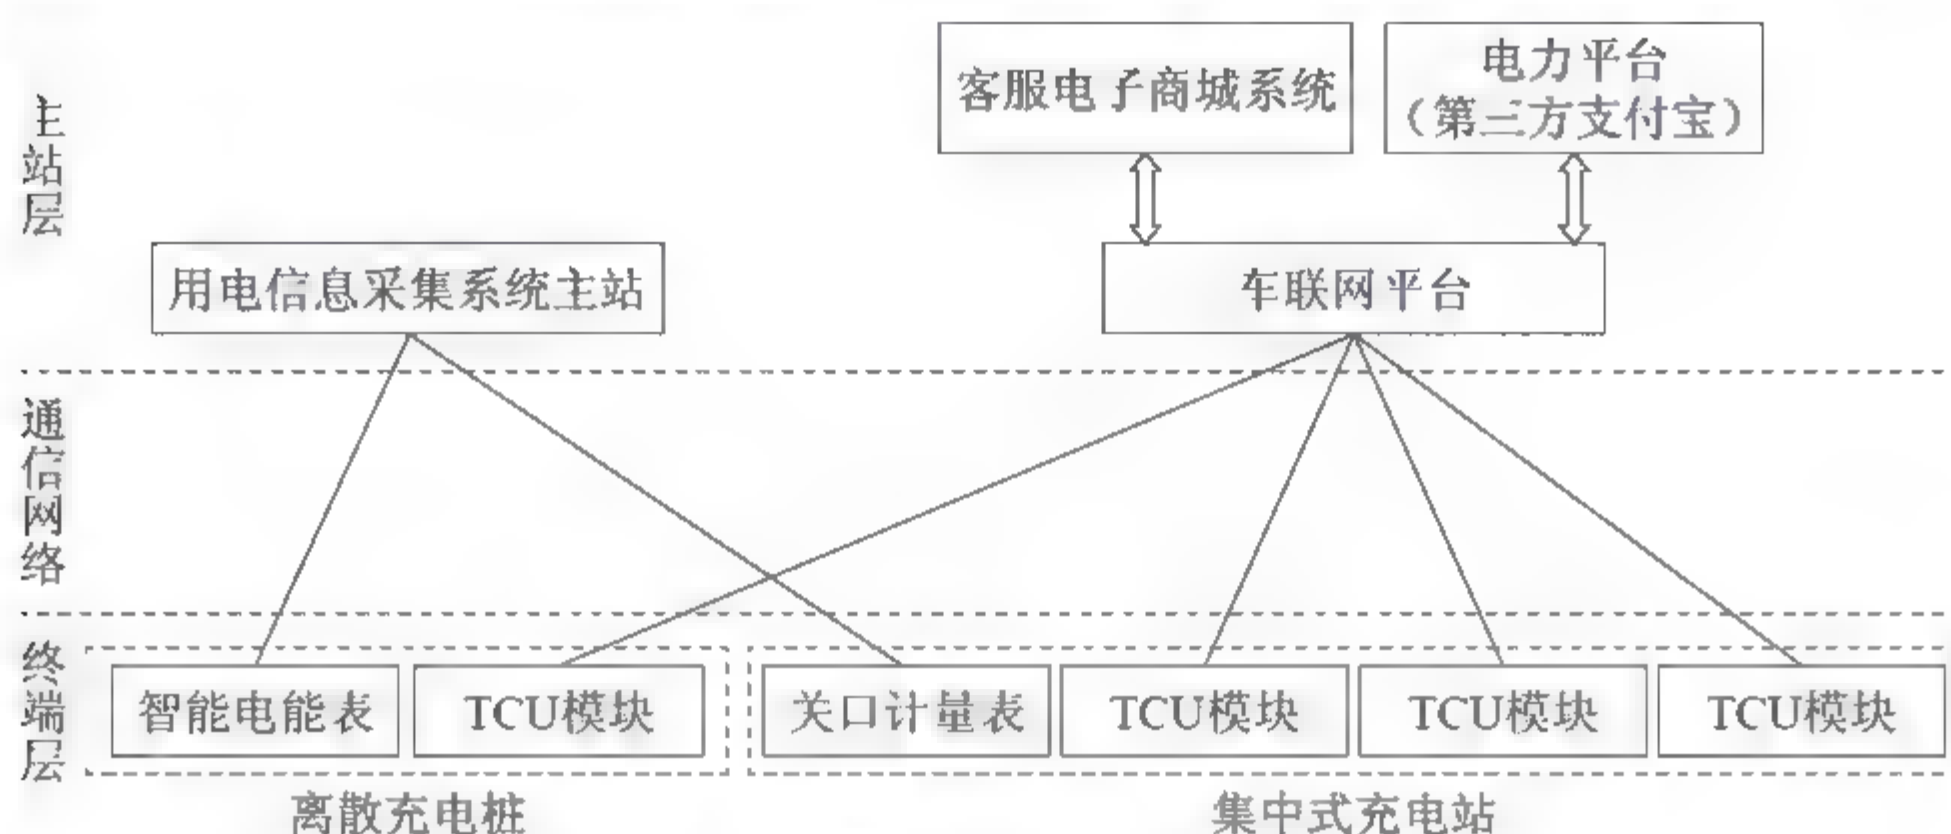 主站层
客服电子商城系统
电力平台
（第三方支付宝）
用电信息采集系统主站
车联网平台
通信网络
终端层
智能电能表
TCU模块
关口计量表
TCU模块
TCU模块
TCU模块
离散充电桩
集中式充电站